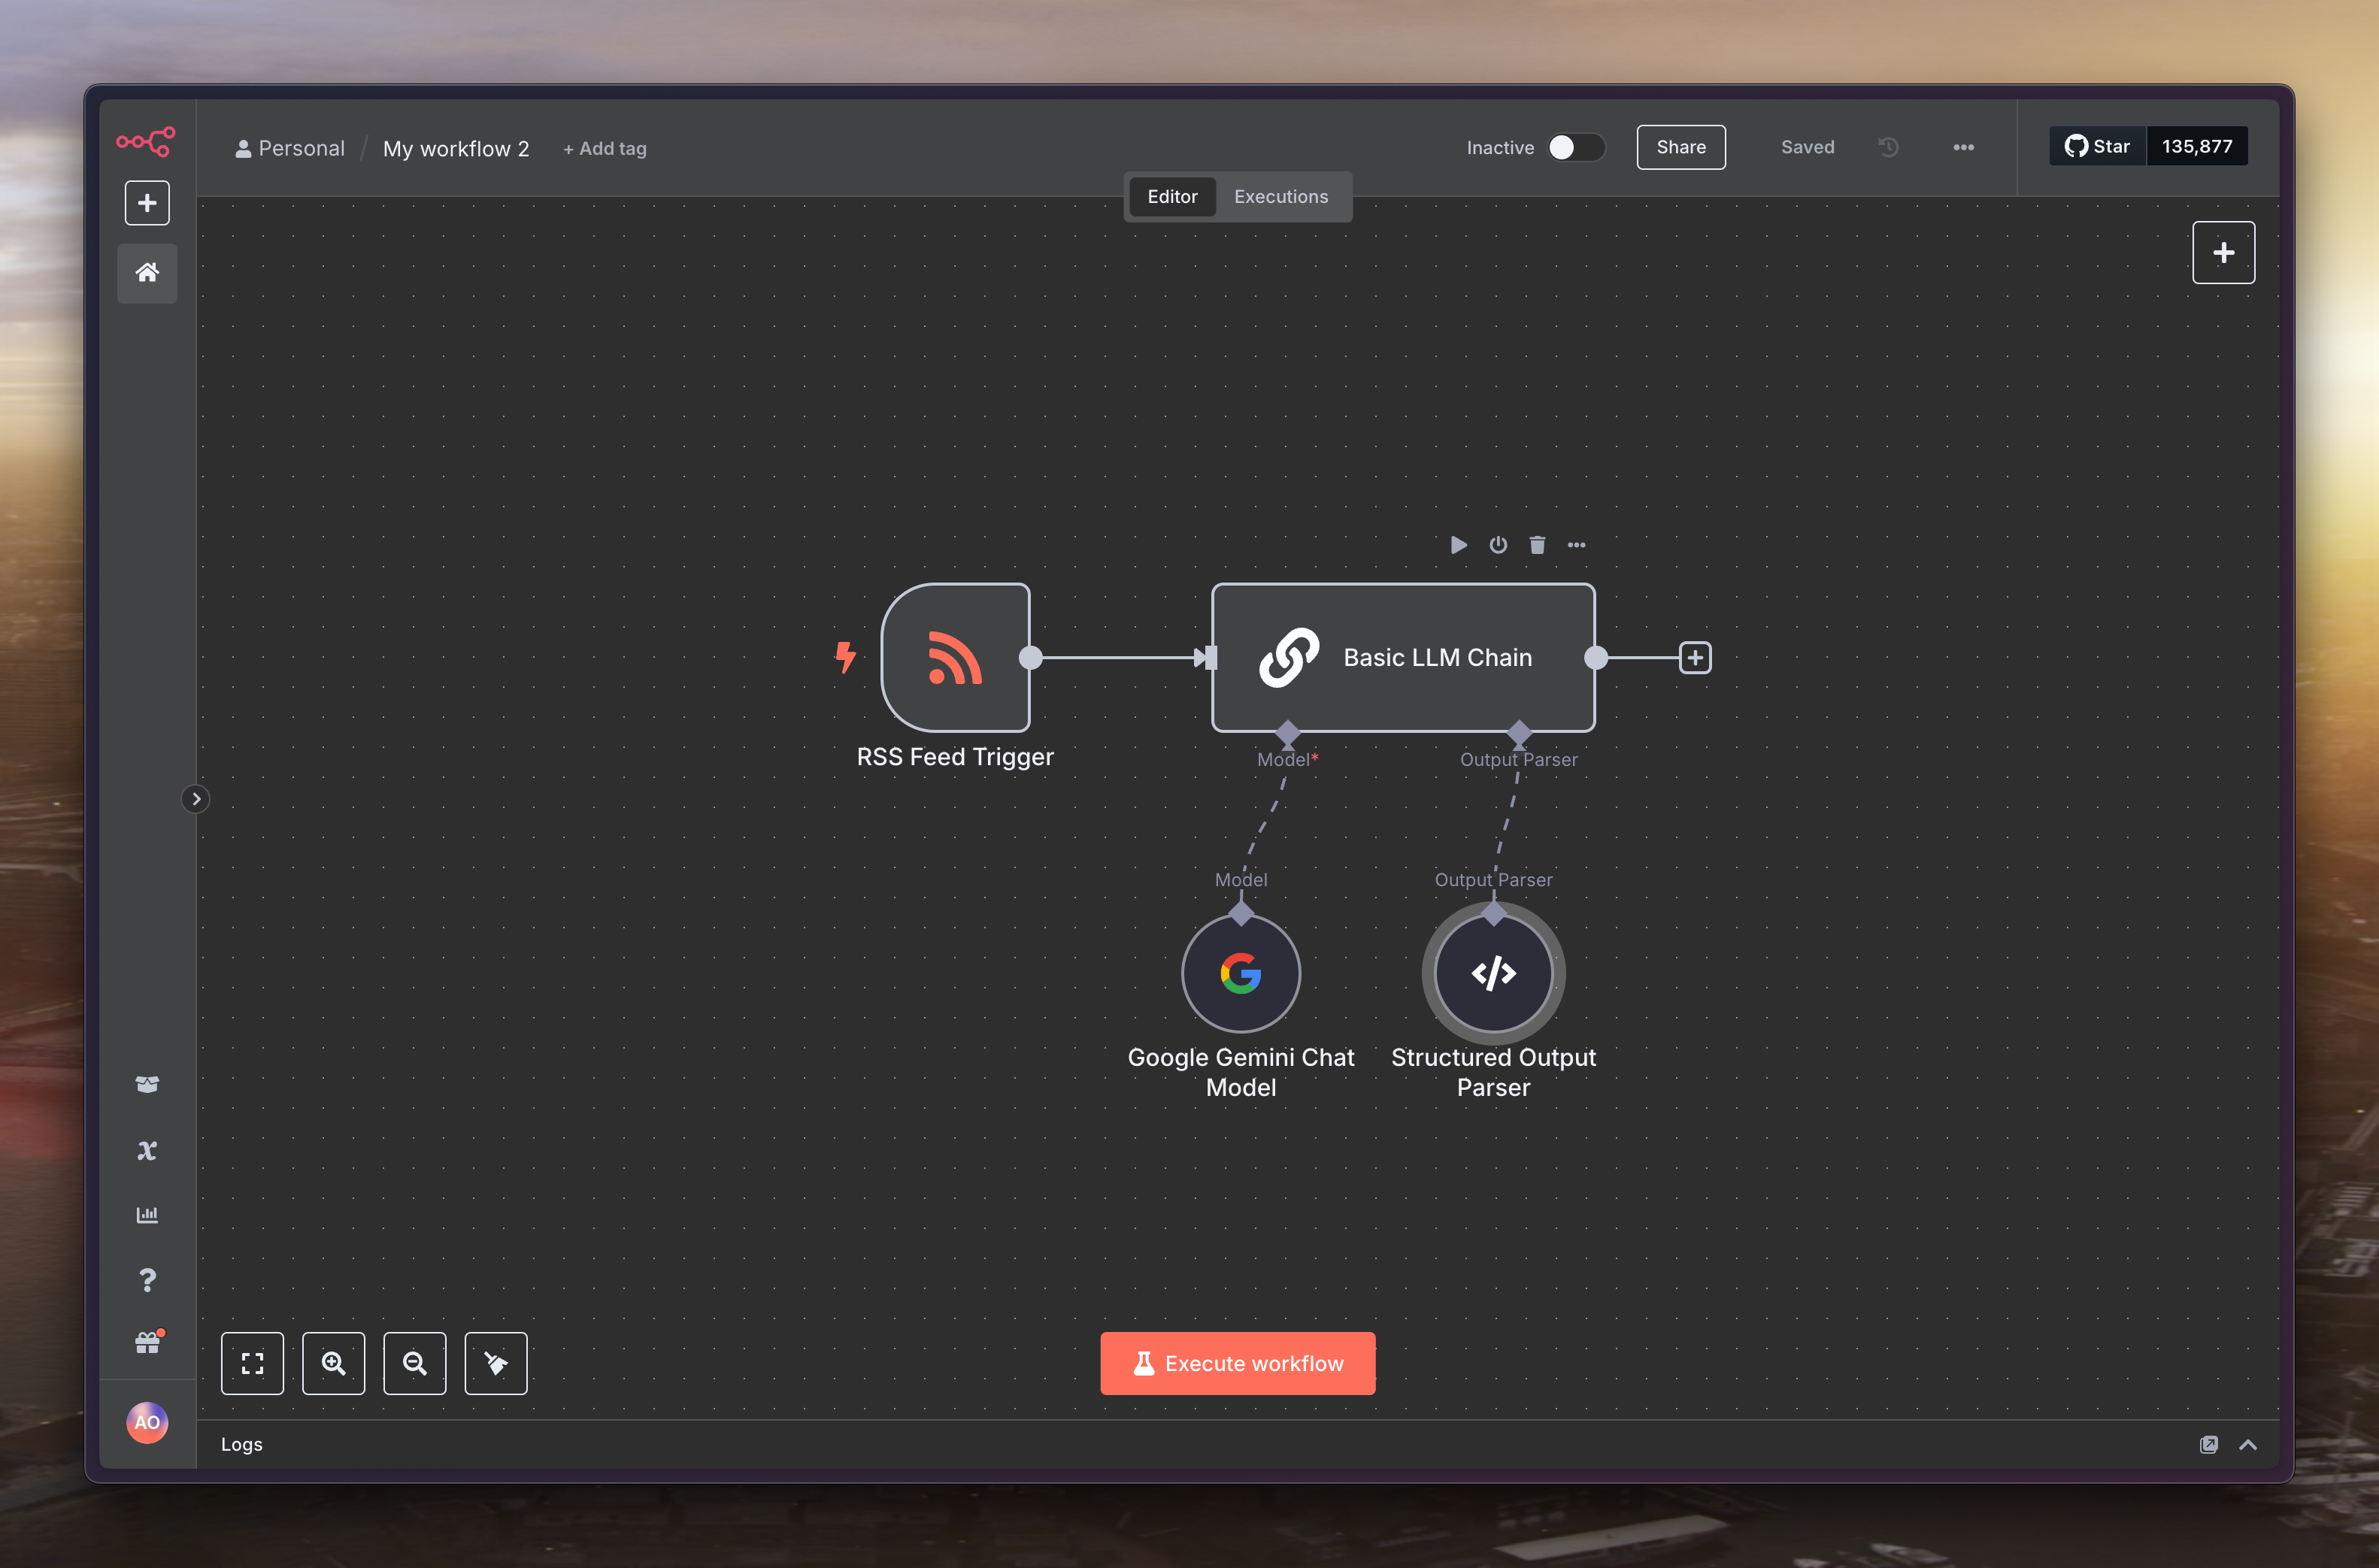 Personal / My workflow 2 + Add tag
Inactive Share Saved Star 135,877
Editor Executions
Basic LLM Chain
RSS Feed Trigger
Model* Output Parser
Model Output Parser
Google Gemini Chat Model
Structured Output Parser
Execute workflow
AO
Logs